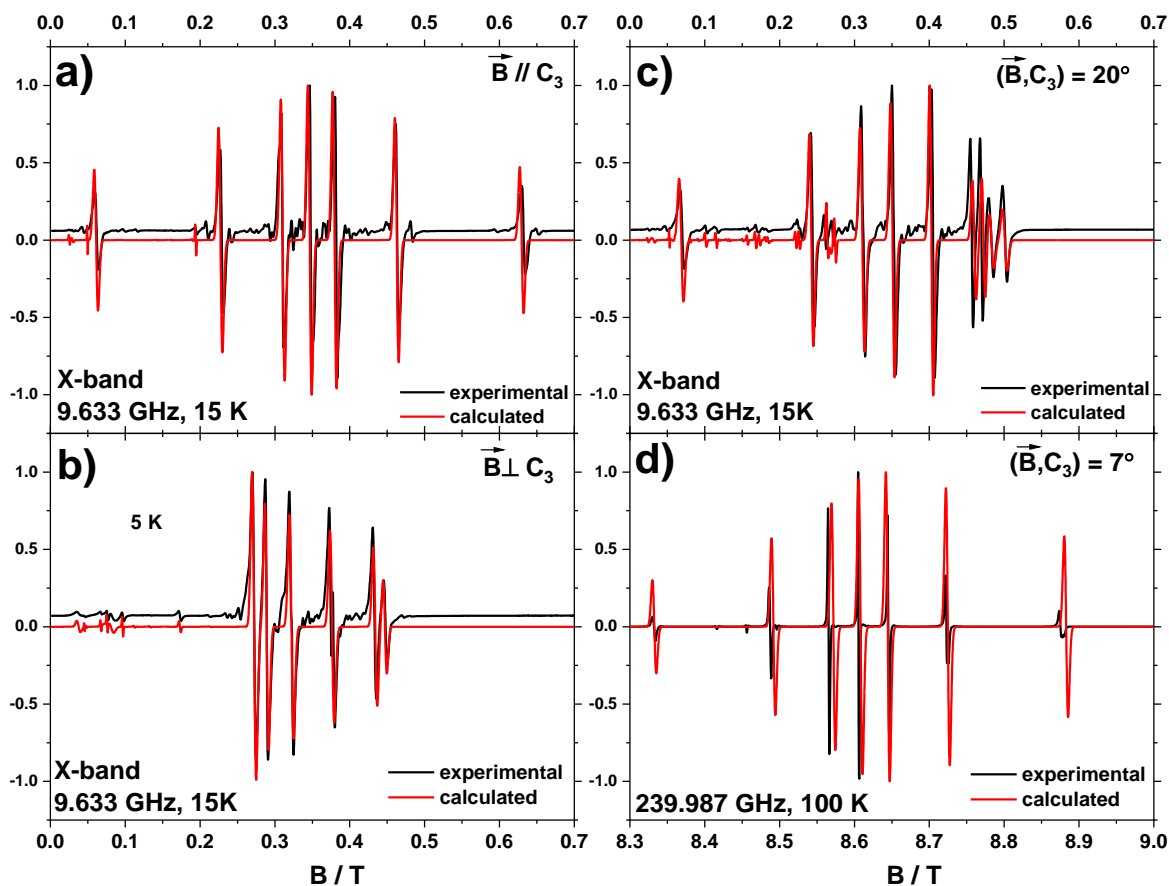 0.0 0.1 0.2 0.3 0.4 0.5 0.6 0.7
0.0 0.1 0.2 0.3 0.4 0.5 0.6 0.7
a)
B // C3
1.0
0.5
0.0
-0.5
-1.0
X-band
9.633 GHz, 15 K
experimental
calculated
c)
(B,C3) = 20°
1.0
0.5
0.0
-0.5
-1.0
X-band
9.633 GHz, 15K
experimental
calculated
b)
B⊥ C3
5 K
1.0
0.5
0.0
-0.5
-1.0
X-band
9.633 GHz, 15K
experimental
calculated
0.0 0.1 0.2 0.3 0.4 0.5 0.6 0.7
B / T
d)
(B,C3) = 7°
1.0
0.5
0.0
-0.5
-1.0
239.987 GHz, 100 K
experimental
calculated
8.3 8.4 8.5 8.6 8.7 8.8 8.9 9.0
B / T